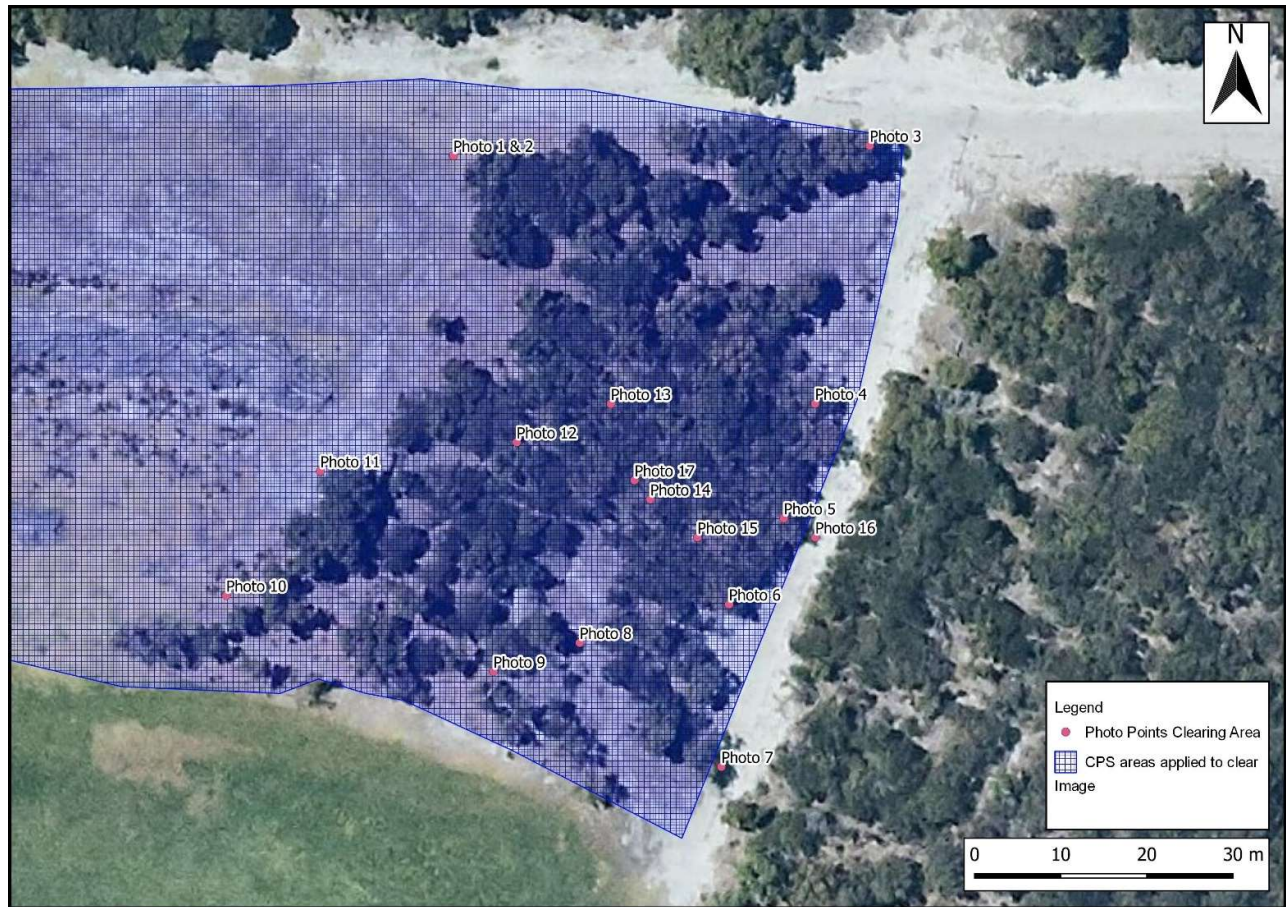 N
Photo 3
Photo 1 & 2
Photo 13
Photo 4
Photo 12
Photo 11
Photo 17
Photo 14
Photo 5
Photo 15
Photo 16
Photo 10
Photo 6
Photo 8
Photo 9
Photo 7
Legend
Photo Points Clearing Area
CPS areas applied to clear
Image
0 10 20 30 m